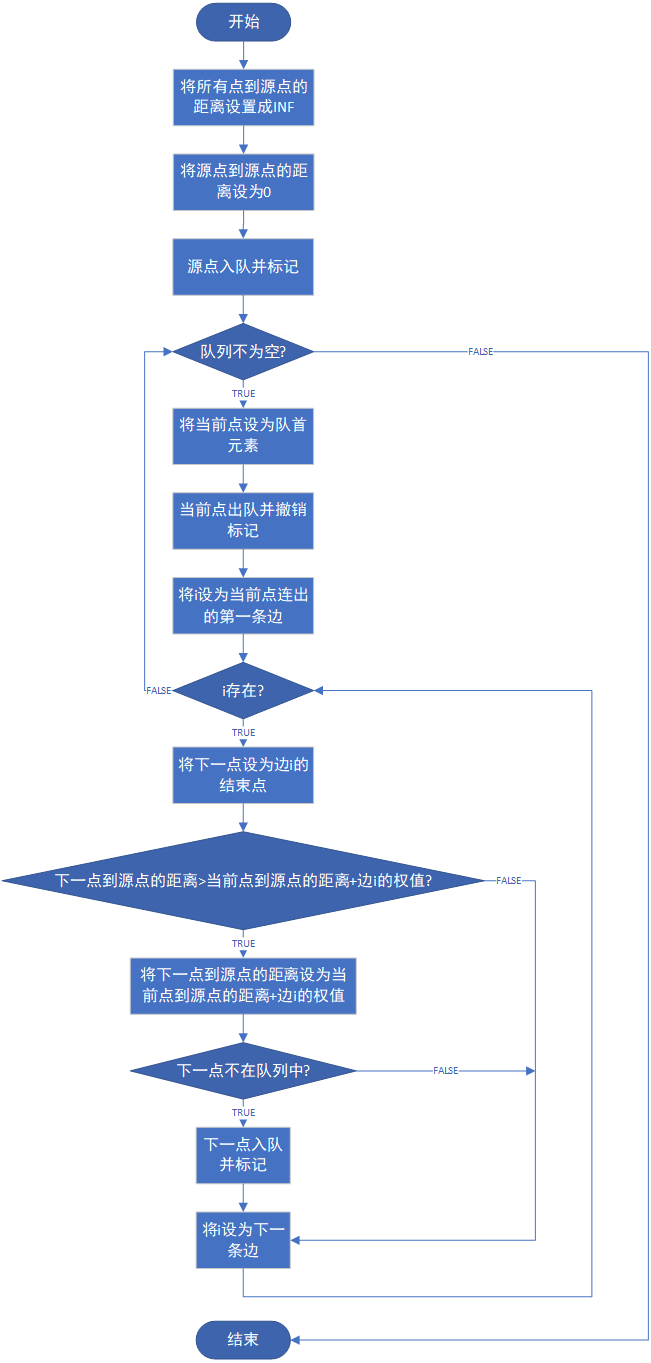 开始
将所有点到源点的
距离设置成INF
将源点到源点的距
离设为0
源点入队并标记
队列不为空?
FALSE
TRUE
将当前点设为队首
元素
当前点出队并撤销
标记
将i设为当前点连出
的第一条边
i存在?
FALSE
TRUE
将下一点设为边i的
结束点
下一点到源点的距离>当前点到源点的距离+边i的权值?
FALSE
TRUE
将下一点到源点的距离设为当
前点到源点的距离+边i的权值
下一点不在队列中?
FALSE
TRUE
下一点入队
并标记
将i设为下一
条边
结束